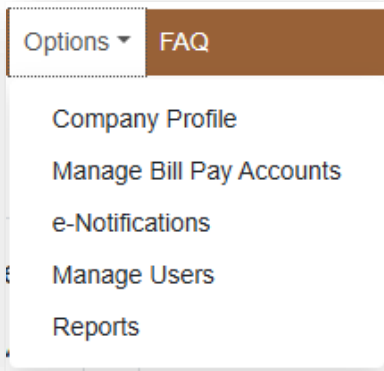 Options FAQ
Company Profile
Manage Bill Pay Accounts
e-Notifications
Manage Users
Reports